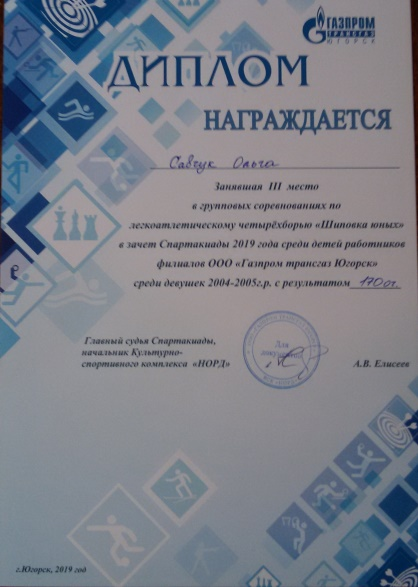 ГАЗПРОМ
ТРАНСГАЗ
ЮГОРСК
ДИПЛОМ
НАГРАЖДАЕТСЯ
Савчук Ольга
Занявшая III место
в групповых соревнованиях по
легкоатлетическому четырёхборью «Шиповка юных»
в зачет Спартакиады 2019 года среди детей работников
филиалов ООО «Газпром трансгаз Югорск»
среди девушек 2004-2005г.р. с результатом 170 оч.
Главный судья Спартакиады,
начальник Культурно-
спортивного комплекса «НОРД»
Для
А.В. Елисеев
г.Югорск, 2019 год